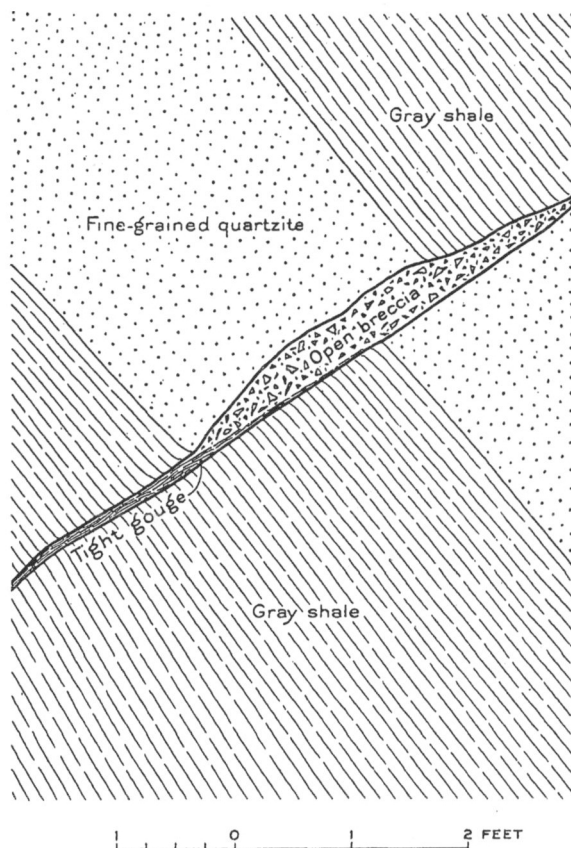 Gray shale
Fine-grained quartzite
Open breccia
Tight gouge
Gray shale
1 0 1 2 FEET